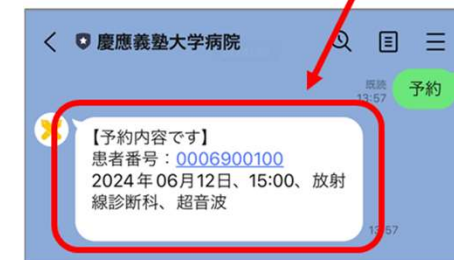 慶應義塾大学病院
既読
13:57
予約
【予約内容です】
患者番号：0006900100
2024年06月12日、15:00、放射
線診断科、超音波
13:57